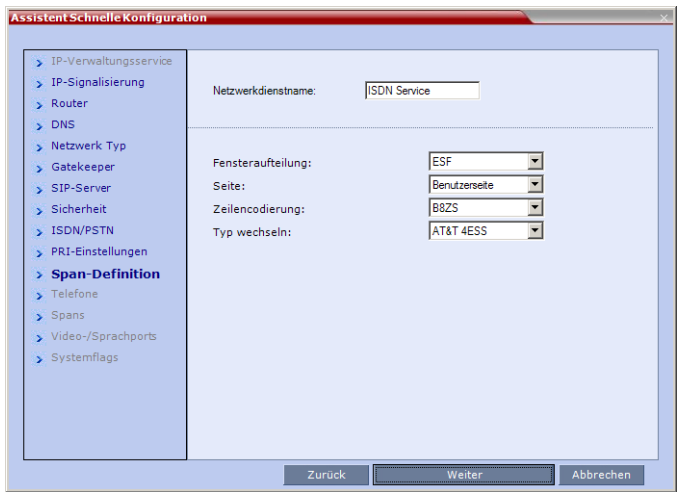 Assistent Schnelle Konfiguration
IP-Verwaltungsservice
IP-Signalisierung
Router
DNS
Netzwerk Typ
Gatekeeper
SIP-Server
Sicherheit
ISDN/PSTN
PRI-Einstellungen
Span-Definition
Telefone
Spans
Video-/Sprachports
Systemflags
Netzwerkdienstname: ISDN Service
Fensteraufteilung: ESF
Seite: Benutzerseite
Zeilencodierung: B8ZS
Typ wechseln: AT&T 4ESS
Zurück Weiter Abbrechen